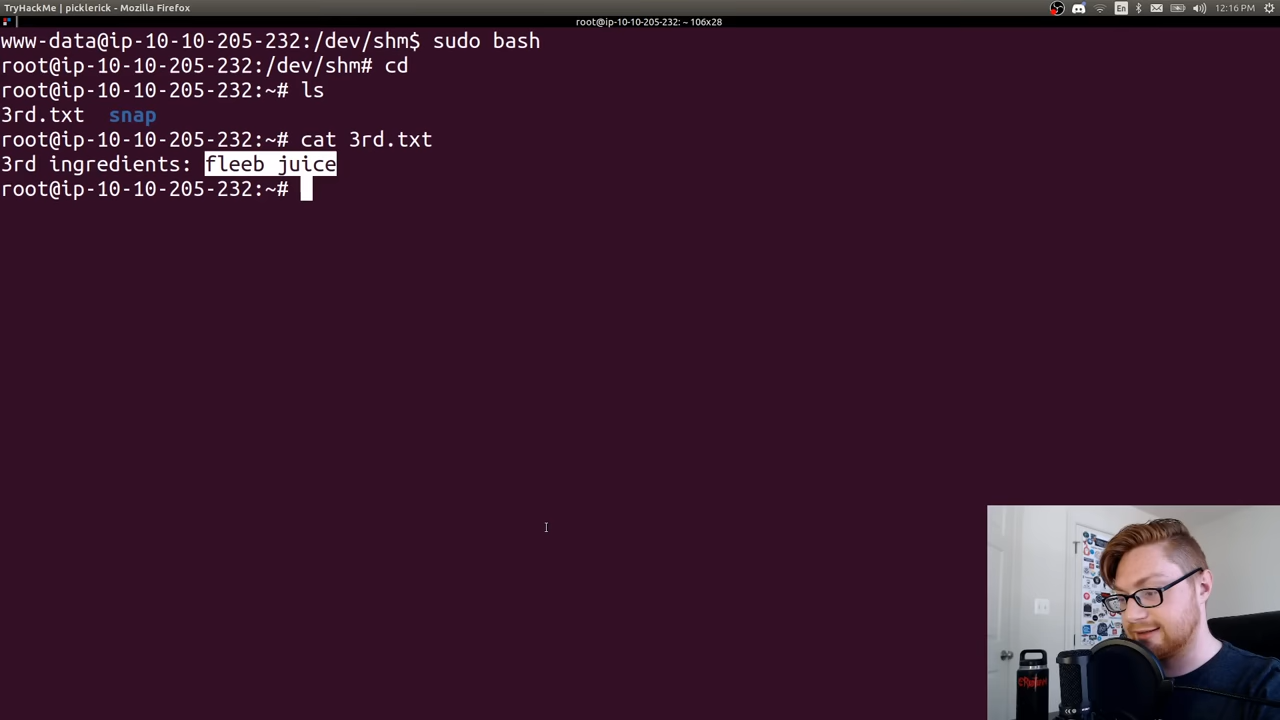 TryHackMe | picklerick - Mozilla Firefox
En
12:16 PM
root@ip-10-10-205-232: ~ 106x28
www-data@ip-10-10-205-232:/dev/shm$ sudo bash
root@ip-10-10-205-232:/dev/shm# cd
root@ip-10-10-205-232:~# ls
3rd.txt  snap
root@ip-10-10-205-232:~# cat 3rd.txt
3rd ingredients: fleeb juice
root@ip-10-10-205-232:~#